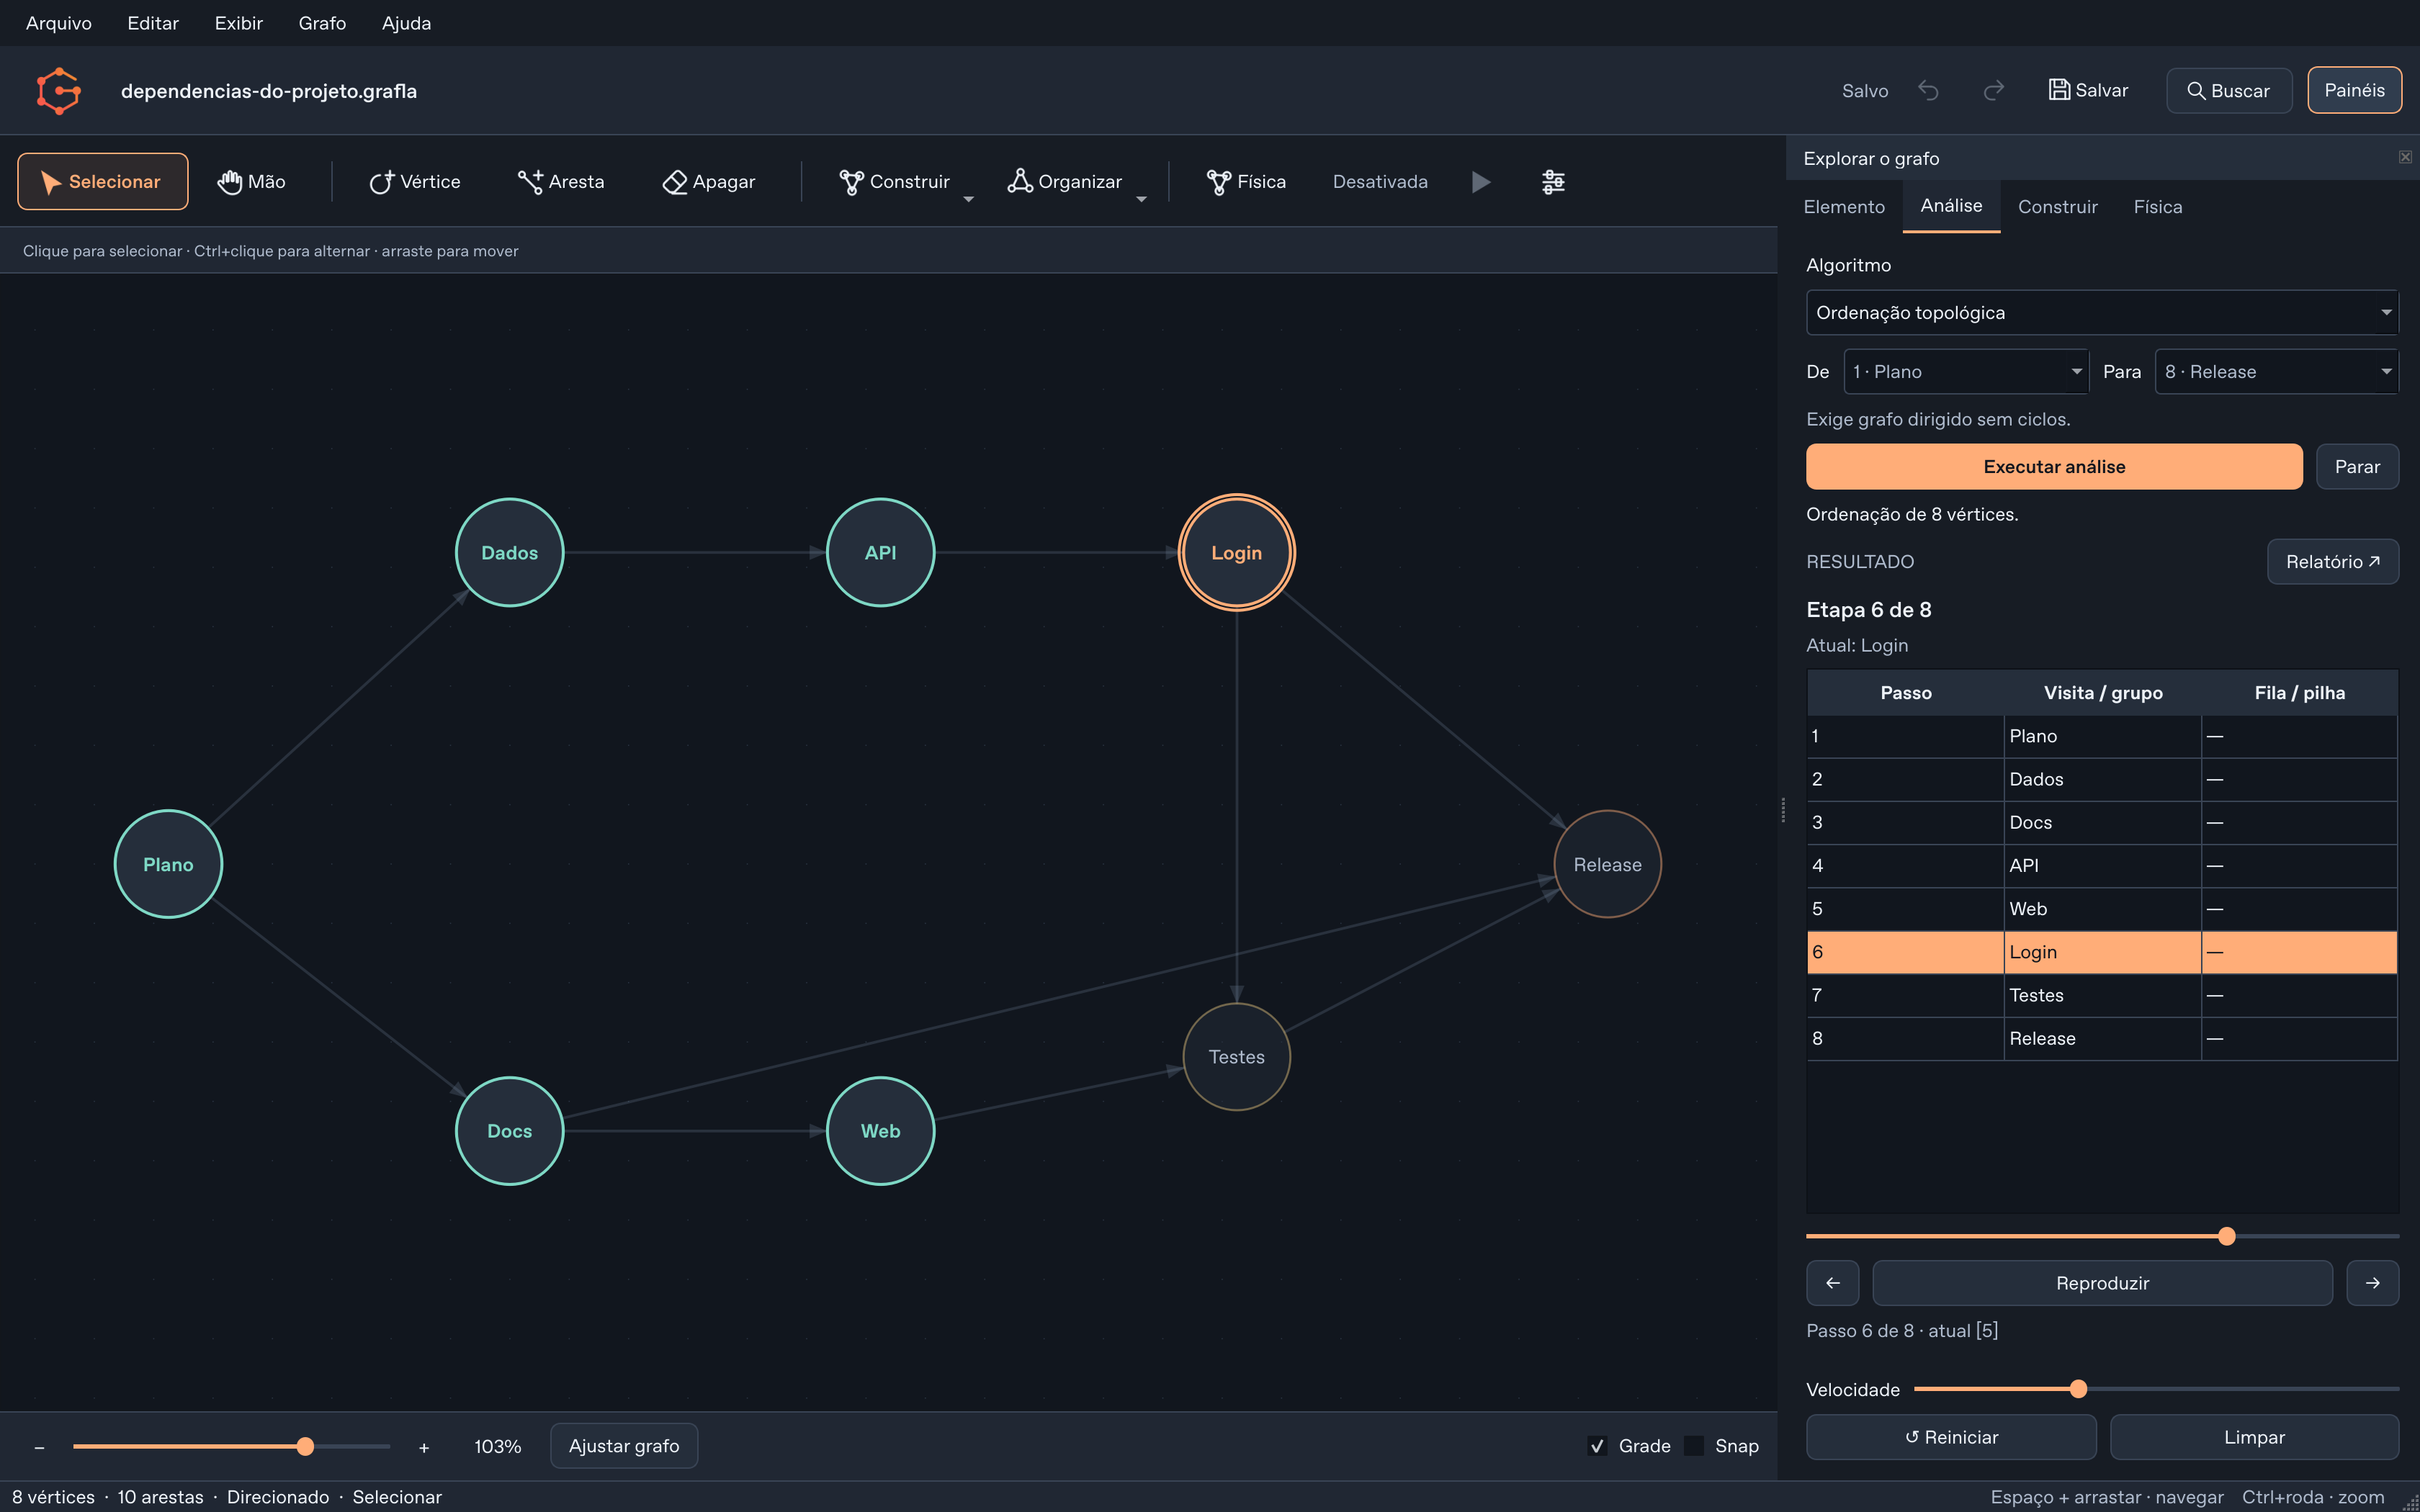 Arquivo Editar Exibir Grafo Ajuda
dependencias-do-projeto.grafla
Salvo Salvar Buscar Painéis
Selecionar Mão Vértice Aresta Apagar Construir Organizar Física Desativada
Clique para selecionar · Ctrl+clique para alternar · arraste para mover
Dados API Login
Plano Release
Testes
Docs Web
– + 103% Ajustar grafo Grade Snap
Explorar o grafo
Elemento Análise Construir Física
Algoritmo
Ordenação topológica
De 1 · Plano Para 8 · Release
Exige grafo dirigido sem ciclos.
Executar análise Parar
Ordenação de 8 vértices.
RESULTADO Relatório ↗
Etapa 6 de 8
Atual: Login
Passo Visita / grupo Fila / pilha
1 Plano —
2 Dados —
3 Docs —
4 API —
5 Web —
6 Login —
7 Testes —
8 Release —
← Reproduzir →
Passo 6 de 8 · atual [5]
Velocidade
↺ Reiniciar Limpar
8 vértices · 10 arestas · Direcionado · Selecionar
Espaço + arrastar · navegar Ctrl+roda · zoom